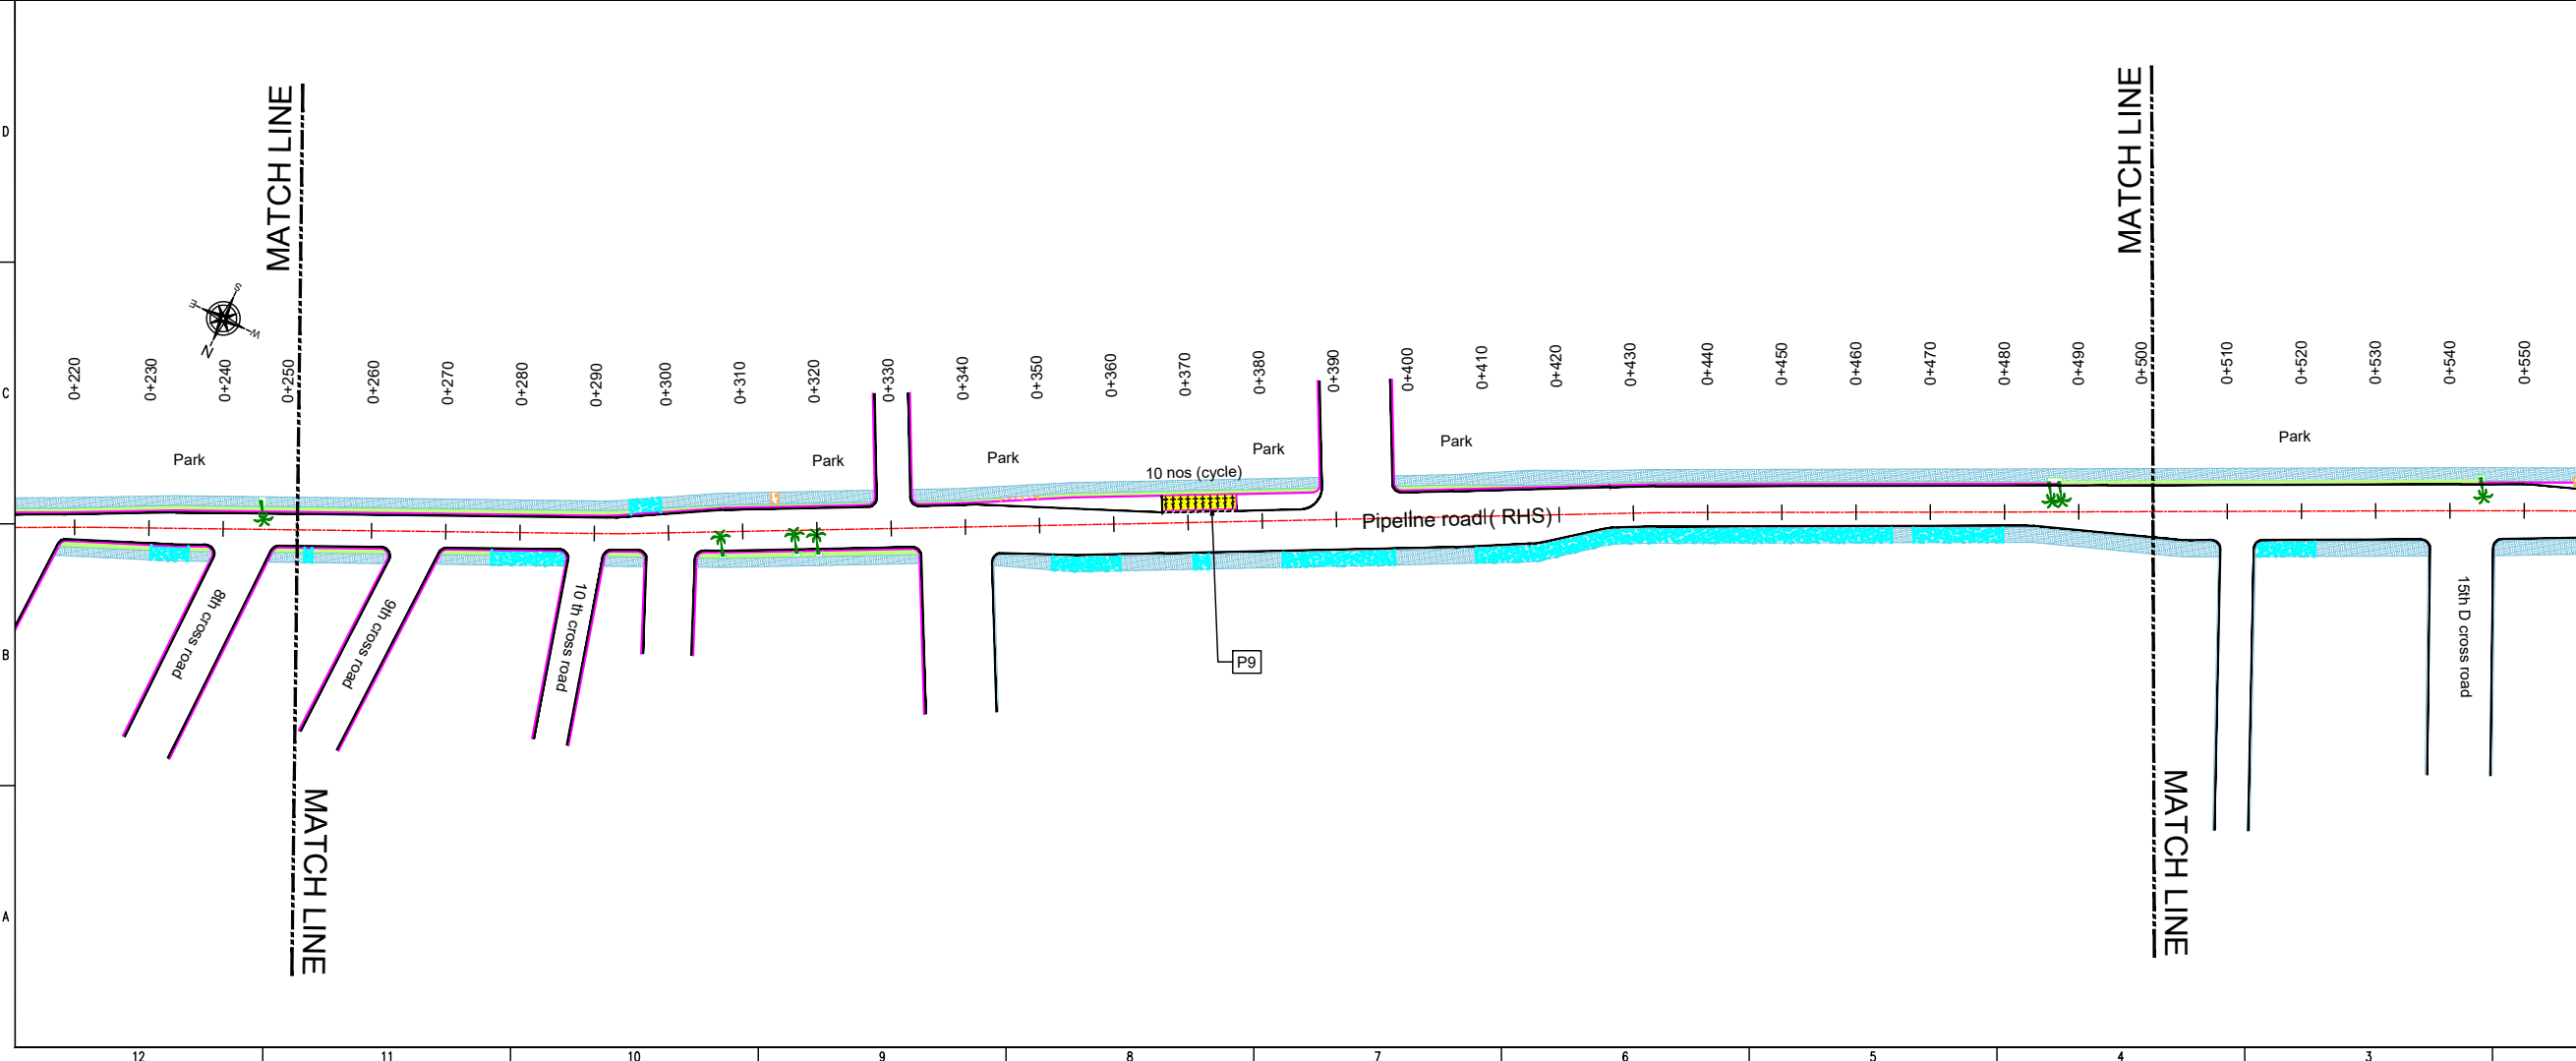 MATCH LINE
MATCH LINE
D
S
E
W
N
0+220
0+230
0+240
0+250
0+260
0+270
0+280
0+290
0+300
0+310
0+320
0+330
0+340
0+350
0+360
0+370
0+380
0+390
0+400
0+410
0+420
0+430
0+440
0+450
0+460
0+470
0+480
0+490
0+500
0+510
0+520
0+530
0+540
0+550
C
Park
Park
Park
Park
Park
Park
10 nos (cycle)
Pipeline road ( RHS)
8th cross road
9th cross road
10 th cross road
15th D cross road
B
P9
MATCH LINE
MATCH LINE
A
12
11
10
9
8
7
6
5
4
3